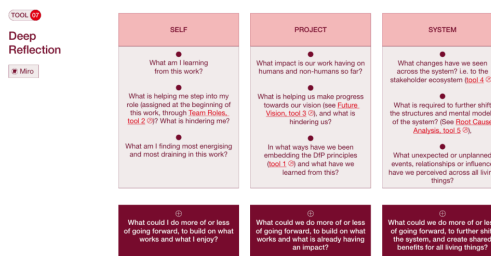 TOOL 07
Deep
Reflection
Miro
SELF
What am I learning
from this work?
What is helping me step into my
role (assigned at the beginning of
this work, through Team Roles,
tool 2)? What is hindering me?
What am I finding most energising
and most draining in this work?
What could I do more of or less
of going forward, to build on what
works and what I enjoy?
PROJECT
What impact is our work having on
humans and non-humans so far?
What is helping us make progress
towards our vision (see Future
Vision, tool 3), and what is
hindering us?
In what ways have we been
embedding the DfP principles
(tool 1) and what have we
learned from this?
What could we do more of or less
of going forward, to build on what
works and what is already having
an impact?
SYSTEM
What changes have we seen
across the system? i.e. to the
stakeholder ecosystem (tool 4
What is required to further shift
the structures and mental model
of the system? (See Root Cause
Analysis, tool 5).
What unexpected or unplanned
events, relationships or influence
have we perceived across all livin
things?
What could we do more of or les
of going forward, to further shift
the system, and create shared
benefits for all living things?